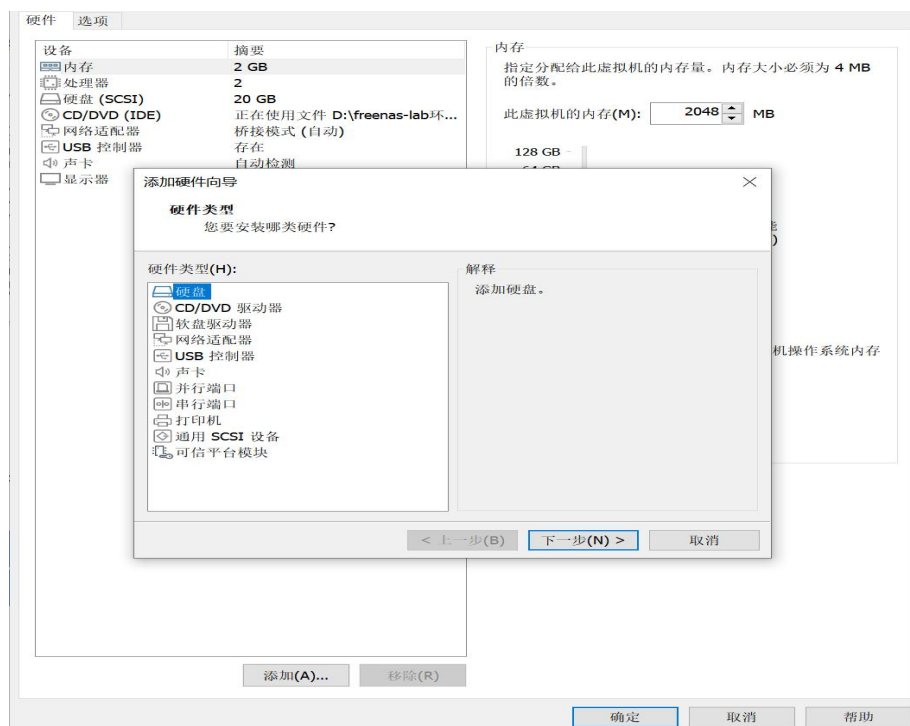 硬件 选项
设备 摘要
内存 2 GB
处理器 2
硬盘 (SCSI) 20 GB
CD/DVD (IDE) 正在使用文件 D:\freenas-lab环...
网络适配器 桥接模式 (自动)
USB 控制器 存在
声卡 自动检测
显示器
内存
指定分配给此虚拟机的内存量。内存大小必须为 4 MB
的倍数。
此虚拟机的内存(M): 2048 MB
128 GB
添加硬件向导
硬件类型
您要安装哪类硬件?
硬件类型(H):
硬盘
CD/DVD 驱动器
软盘驱动器
网络适配器
USB 控制器
声卡
并行端口
串行端口
打印机
通用 SCSI 设备
可信平台模块
解释
添加硬盘。
机操作系统内存
< 上一步(B) 下一步(N) > 取消
添加(A)... 移除(R)
确定 取消 帮助